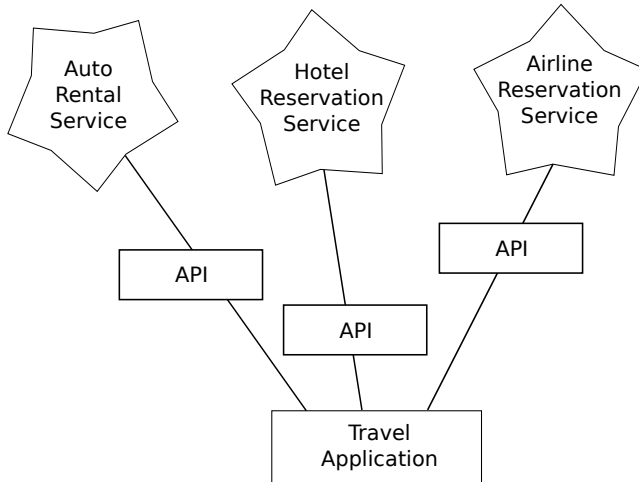 Auto
Rental
Service
Hotel
Reservation
Service
Airline
Reservation
Service
API
API
API
Travel
Application